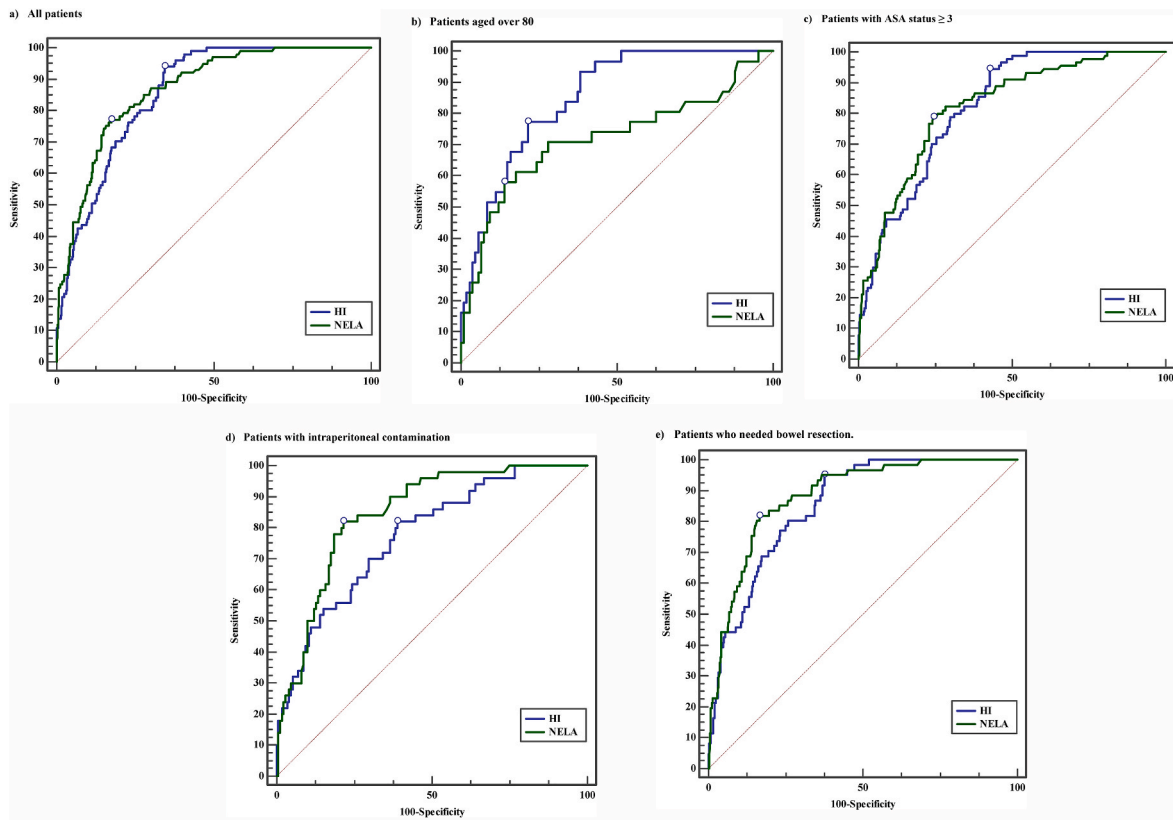 a) All patients
100
90
80
70
60
50
40
30
20
10
0
Sensitivity
0
50
100
100-Specificity
HI
NELA
b) Patients aged over 80
100
90
80
70
60
50
40
30
20
10
0
Sensitivity
0
50
100
100-Specificity
HI
NELA
c) Patients with ASA status ≥ 3
100
90
80
70
60
50
40
30
20
10
0
Sensitivity
0
50
100
100-Specificity
HI
NELA
d) Patients with intraperitoneal contamination
100
90
80
70
60
50
40
30
20
10
0
Sensitivity
0
50
100
100-Specificity
HI
NELA
e) Patients who needed bowel resection.
100
90
80
70
60
50
40
30
20
10
0
Sensitivity
0
50
100
100-Specificity
HI
NELA